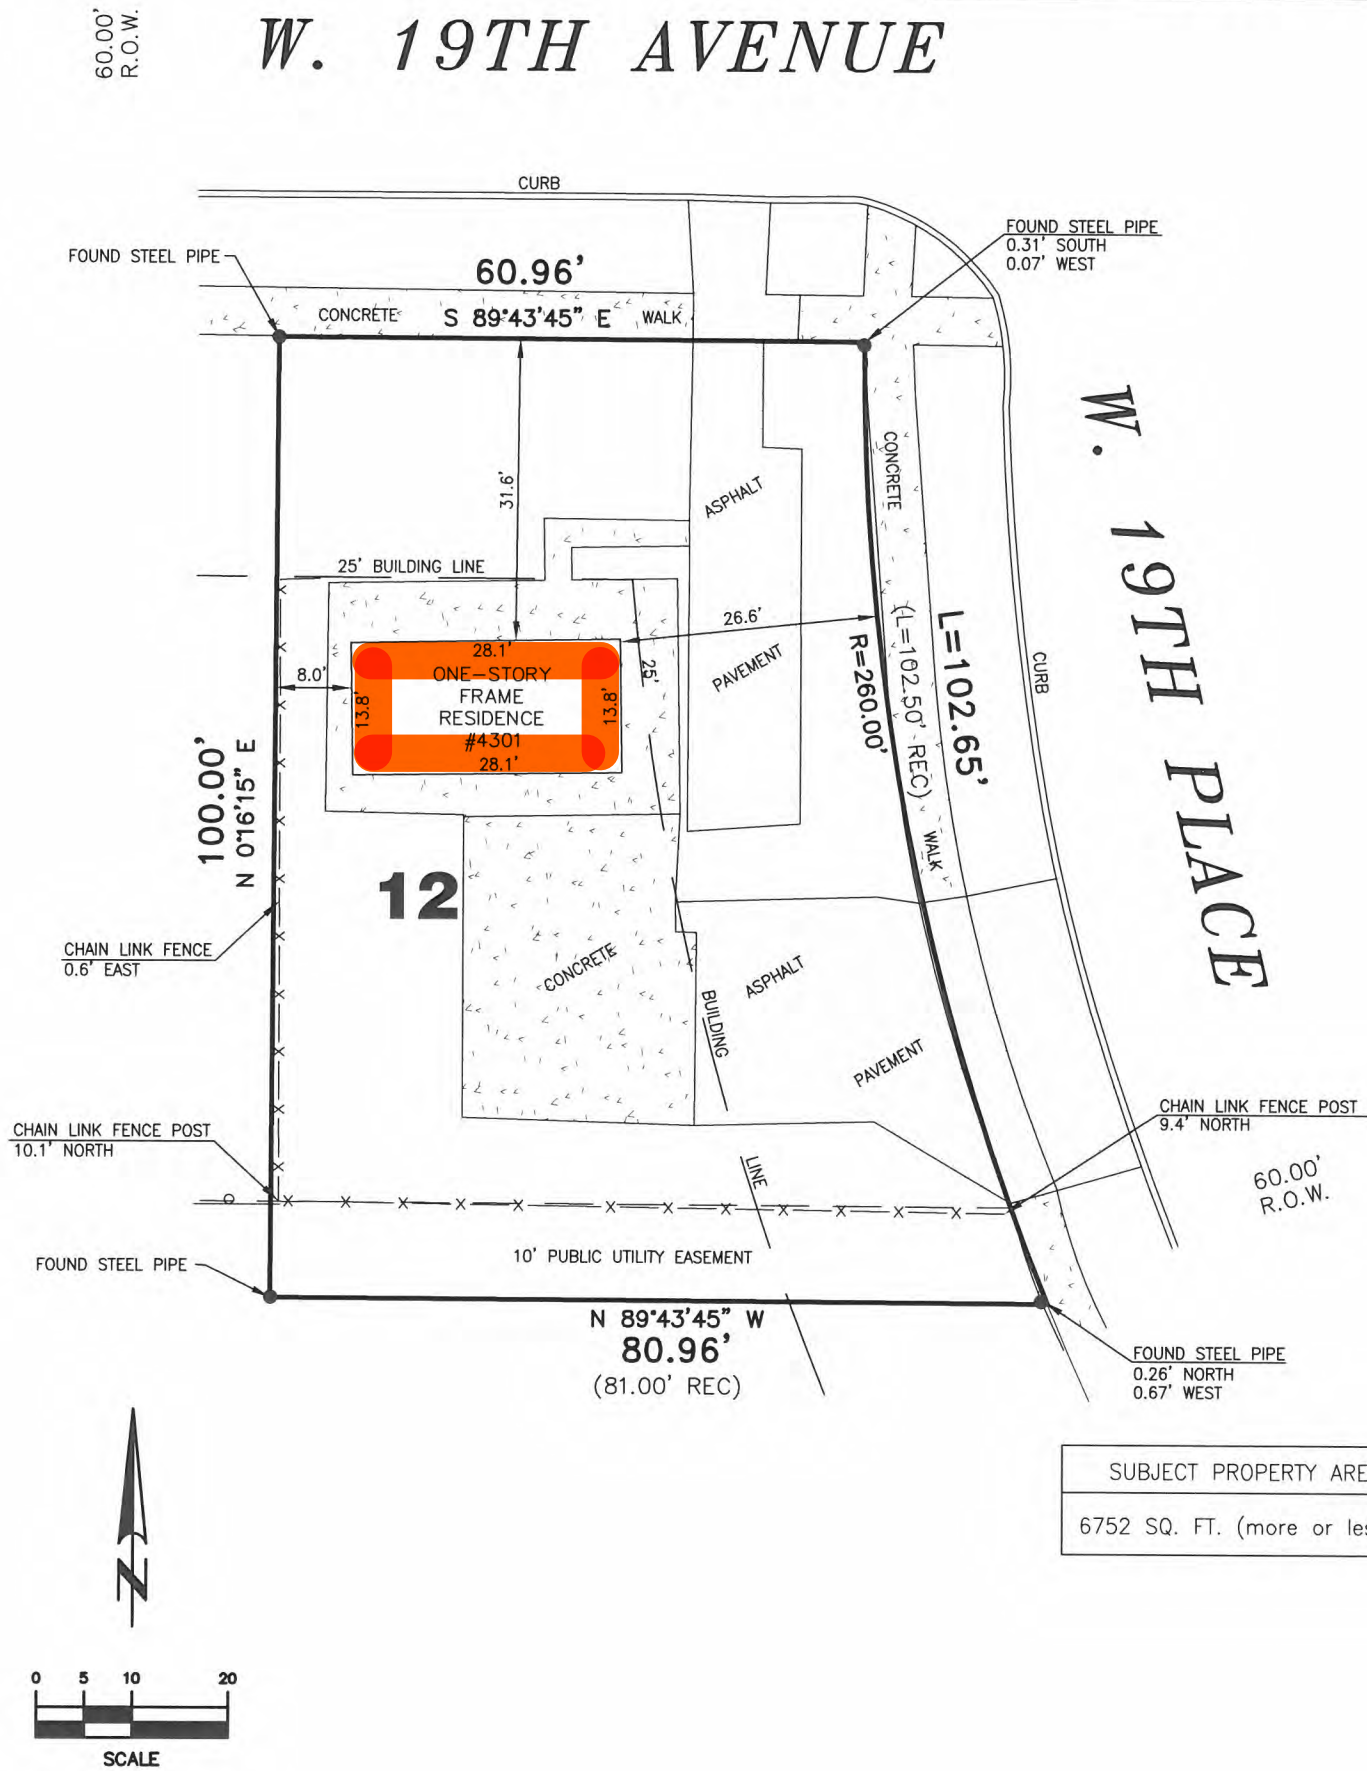 60.00'
R.O.W.
W. 19TH AVENUE
CURB
FOUND STEEL PIPE
0.31' SOUTH
0.07' WEST
FOUND STEEL PIPE
60.96'
CONCRETE S 89°43'45" E WALK
W. 19TH PLACE
CONCRETE
ASPHALT
31.6'
25' BUILDING LINE
26.6'
L=102.65'
(L=102.50' REC)
R=260.00'
CURB
PAVEMENT
28.1'
8.0'
ONE-STORY
FRAME
RESIDENCE
#4301
28.1'
13.8'
13.8'
25'
100.00'
N 0°16'15" E
WALK
12
CHAIN LINK FENCE
0.6' EAST
CONCRETE
ASPHALT
BUILDING
PAVEMENT
CHAIN LINK FENCE POST
9.4' NORTH
CHAIN LINK FENCE POST
10.1' NORTH
LINE
60.00'
R.O.W.
10' PUBLIC UTILITY EASEMENT
FOUND STEEL PIPE
N 89°43'45" W
80.96'
(81.00' REC)
FOUND STEEL PIPE
0.26' NORTH
0.67' WEST
SUBJECT PROPERTY ARE
6752 SQ. FT. (more or les
N
0 5 10 20
SCALE